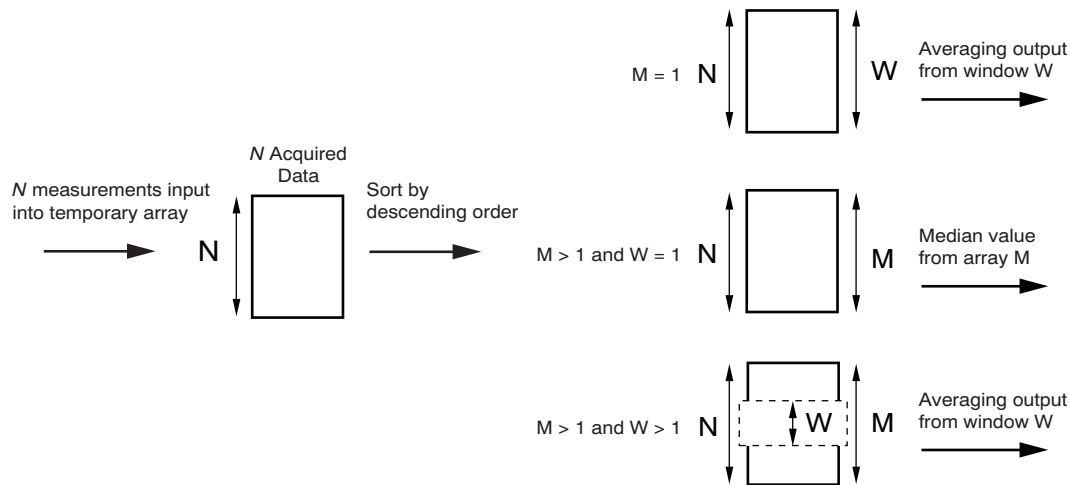 N measurements input
into temporary array
N
N Acquired
Data
Sort by
descending order
M = 1
N
W
Averaging output
from window W
M > 1 and W = 1
N
M
Median value
from array M
M > 1 and W > 1
N
W
M
Averaging output
from window W